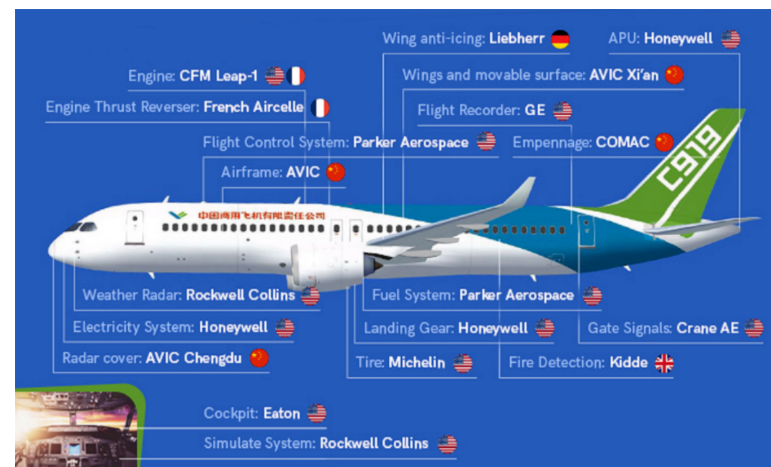 Wing anti-icing: Liebherr
APU: Honeywell
Engine: CFM Leap-1
Wings and movable surface: AVIC Xi'an
Engine Thrust Reverser: French Aircelle
Flight Recorder: GE
Flight Control System: Parker Aerospace
Empennage: COMAC
Airframe: AVIC
C919
中国商用飞机有限责任公司
Weather Radar: Rockwell Collins
Fuel System: Parker Aerospace
Electricity System: Honeywell
Landing Gear: Honeywell
Gate Signals: Crane AE
Radar cover: AVIC Chengdu
Tire: Michelin
Fire Detection: Kidde
Cockpit: Eaton
Simulate System: Rockwell Collins